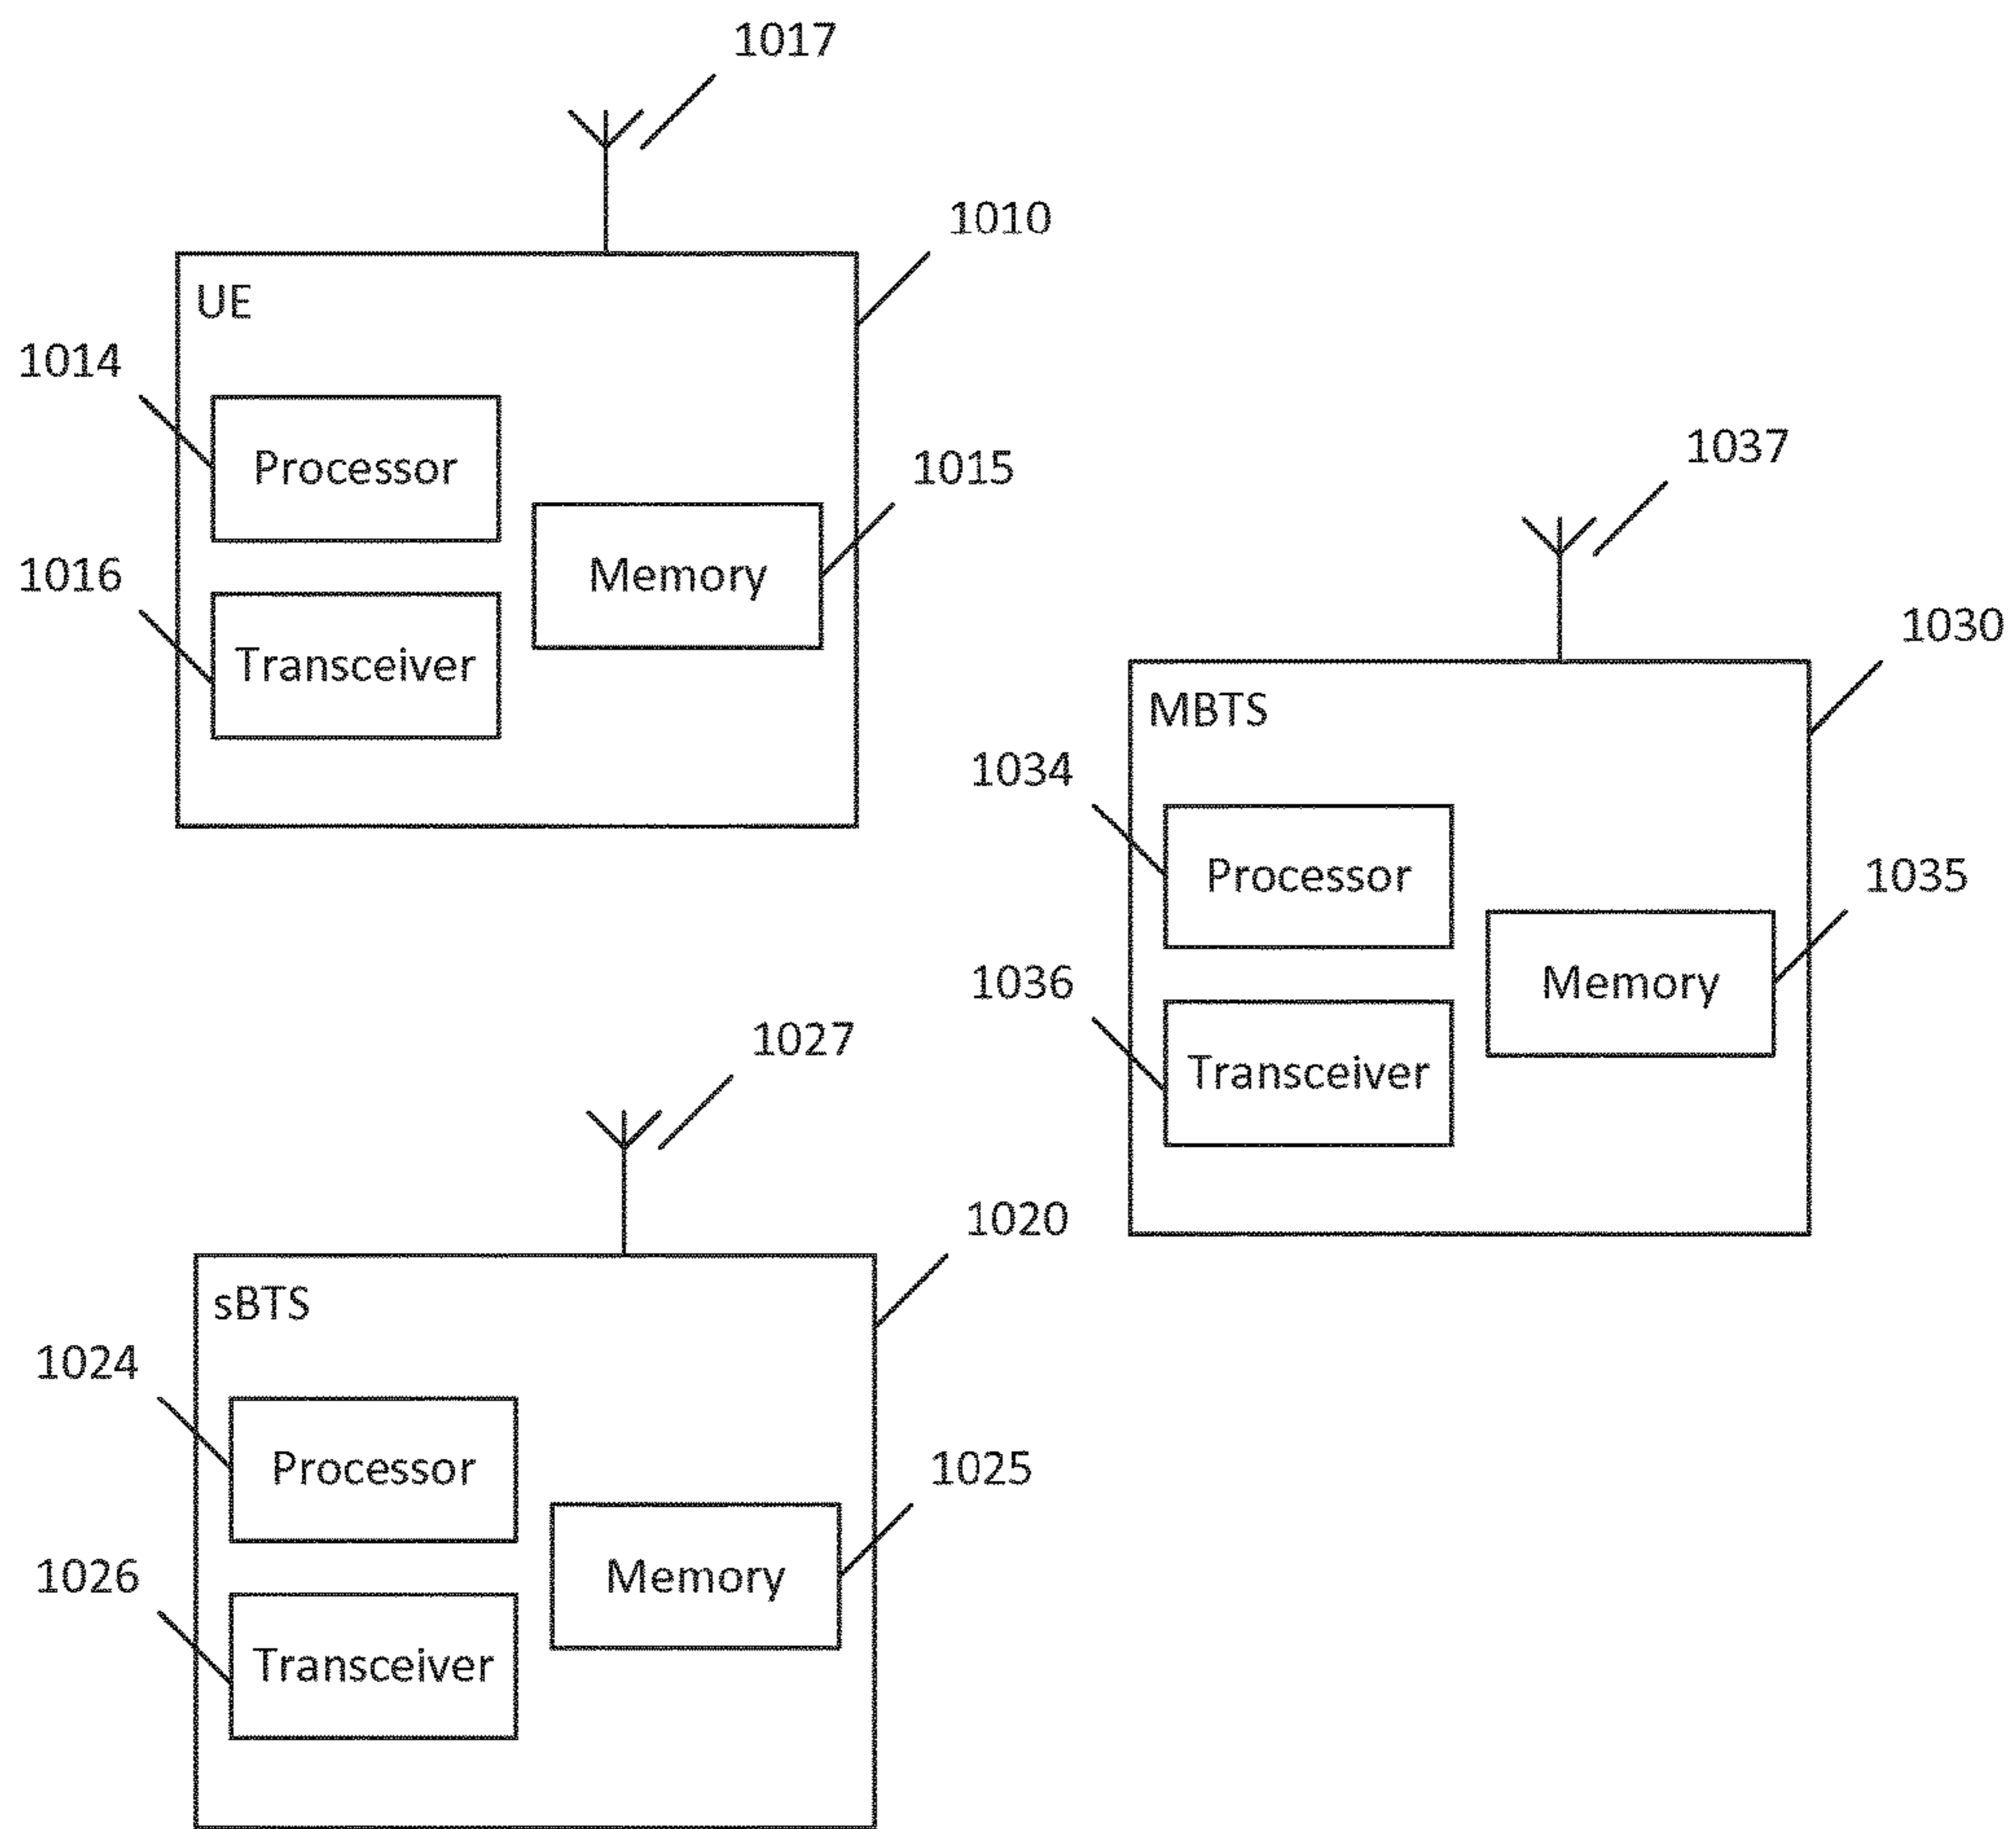 1017
1010
UE
1014
Processor
1015
Memory
1016
Transceiver
1037
1030
MBTS
1034
Processor
1035
Memory
1036
Transceiver
1027
1020
sBTS
1024
Processor
1025
Memory
1026
Transceiver